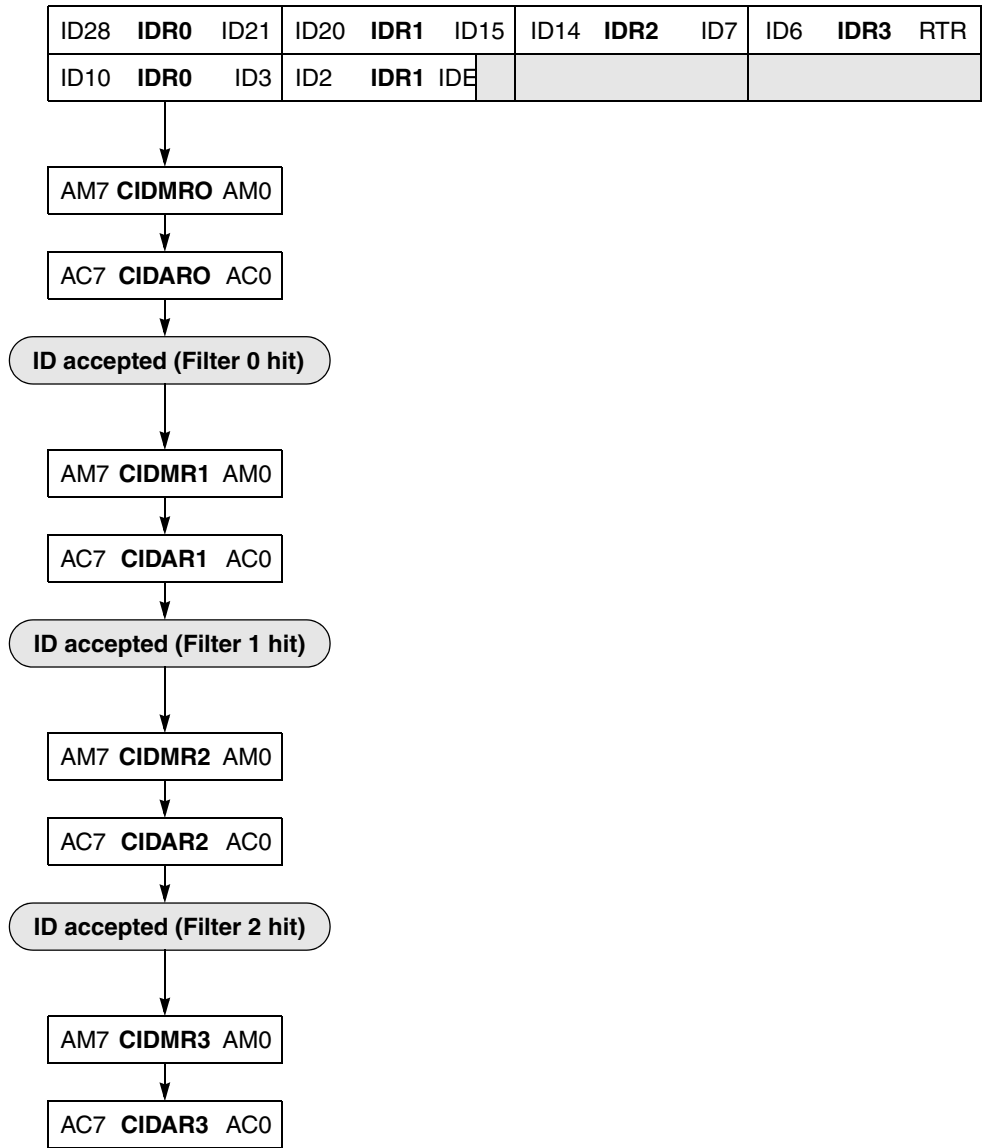 ID28 IDR0 ID21 ID20 IDR1 ID15 ID14 IDR2 ID7 ID6 IDR3 RTR
ID10 IDR0 ID3 ID2 IDR1 IDE
AM7 CIDMRO AM0
AC7 CIDARO AC0
ID accepted (Filter 0 hit)
AM7 CIDMR1 AM0
AC7 CIDAR1 AC0
ID accepted (Filter 1 hit)
AM7 CIDMR2 AM0
AC7 CIDAR2 AC0
ID accepted (Filter 2 hit)
AM7 CIDMR3 AM0
AC7 CIDAR3 AC0